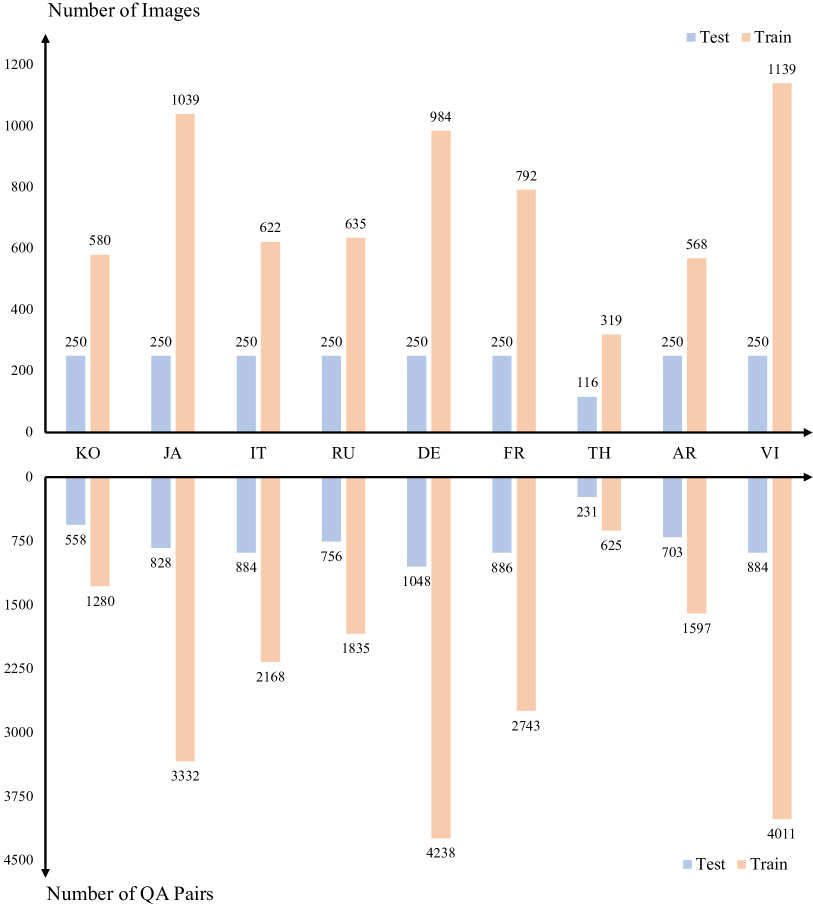 Number of Images
Test Train
1200
1000
800
600
400
200
0
580 1039 622 635 984 792 319 568 1139
250 250 250 250 250 250 116 250 250
KO JA IT RU DE FR TH AR VI
0
750
1500
2250
3000
3750
4500
558 828 884 756 1048 886 231 703 884
1280 3332 2168 1835 4238 2743 625 1597 4011
Test Train
Number of QA Pairs